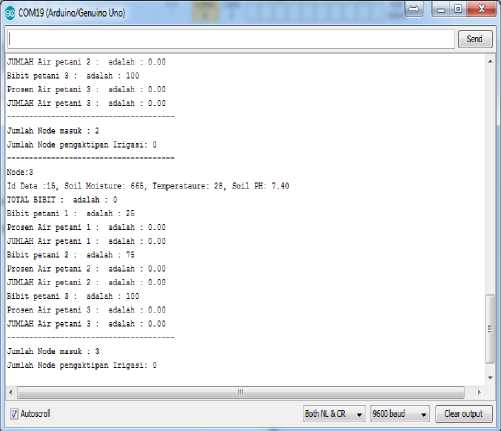 COM19 (Arduino/Genuino Uno)
Send
JUMLAH Air petani 2 : adalah : 0.00
Bibit petani 3 : adalah : 100
Prosen Air petani 3 : adalah : 0.00
JUMLAH Air petani 3 : adalah : 0.00
--------------------------------------
Jumlah Node masuk : 2
Jumlah Node pengaktipan Irigasi: 0
--------------------------------------
Node:3
Id Data :15, Soil Moisture: 665, Temperataure: 28, Soil PH: 7.40
TOTAL BIBIT : adalah : 0
Bibit petani 1 : adalah : 25
Prosen Air petani 1 : adalah : 0.00
JUMLAH Air petani 1 : adalah : 0.00
Bibit petani 2 : adalah : 75
Prosen Air petani 2 : adalah : 0.00
JUMLAH Air petani 2 : adalah : 0.00
Bibit petani 3 : adalah : 100
Prosen Air petani 3 : adalah : 0.00
JUMLAH Air petani 3 : adalah : 0.00
--------------------------------------
Jumlah Node masuk : 3
Jumlah Node pengaktipan Irigasi: 0
Autoscroll
Both NL & CR
9600 baud
Clear output